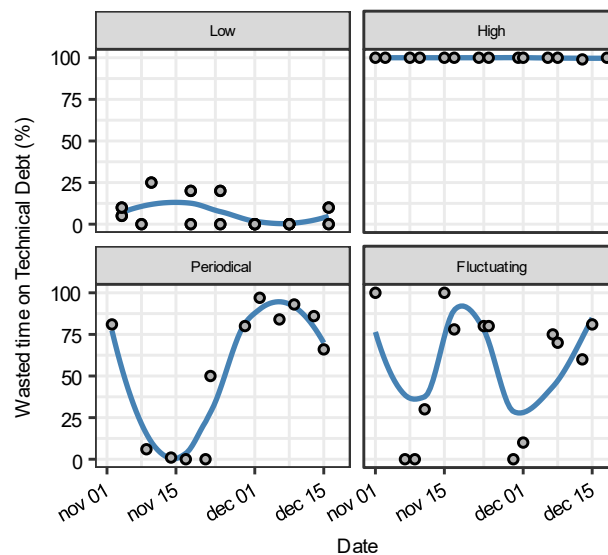 Low
High
100
75
50
25
0
Periodical
Fluctuating
100
75
50
25
0
nov 01
nov 15
dec 01
dec 15
nov 01
nov 15
dec 01
dec 15
Date
Wasted time on Technical Debt (%)